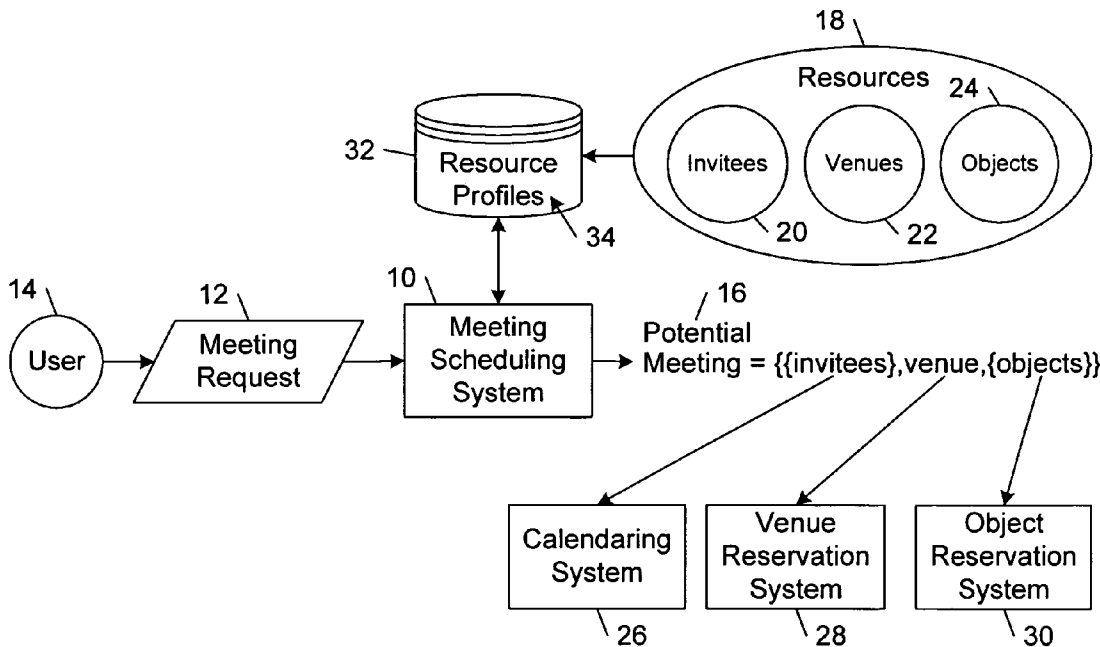 18
Resources
24
Invitees
Venues
Objects
20
22
32
Resource
Profiles
34
14
User
12
Meeting
Request
10
Meeting
Scheduling
System
16
Potential
Meeting = {{invitees},venue,{objects}}
Calendaring
System
26
Venue
Reservation
System
28
Object
Reservation
System
30